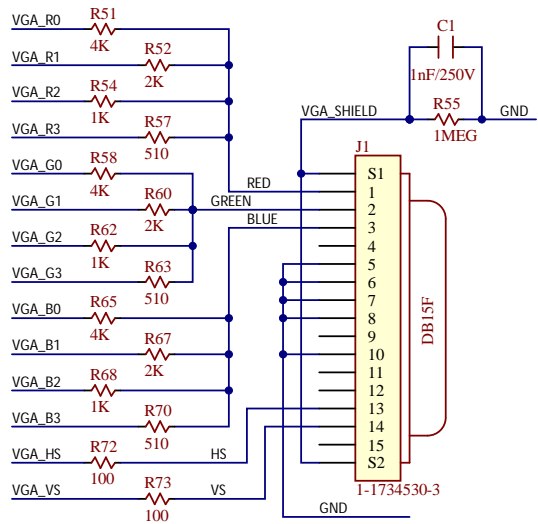 VGA_R0
R51
4K
VGA_R1
R52
2K
VGA_R2
R54
1K
VGA_R3
R57
510
VGA_G0
R58
4K
VGA_G1
R60
2K
VGA_G2
R62
1K
VGA_G3
R63
510
VGA_B0
R65
4K
VGA_B1
R67
2K
VGA_B2
R68
1K
VGA_B3
R70
510
VGA_HS
R72
100
HS
VGA_VS
R73
100
VS
RED
GREEN
BLUE
C1
1nF/250V
VGA_SHIELD
R55
1MEG
GND
J1
S1
1
2
3
4
5
6
7
8
9
10
11
12
13
14
15
S2
DB15F
1-1734530-3
GND